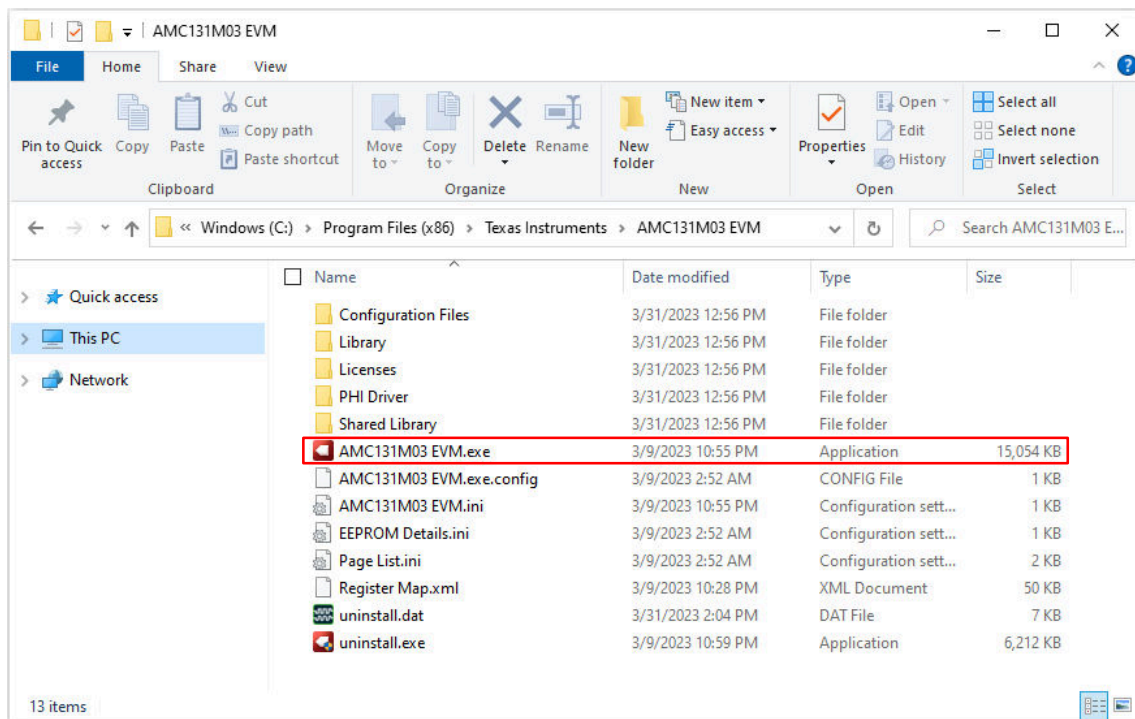 AMC131M03 EVM
File Home Share View
Pin to Quick access
Copy
Paste
Cut
Copy path
Paste shortcut
Clipboard
Move to
Copy to
Delete
Rename
Organize
New folder
New item
Easy access
New
Properties
Open
Edit
History
Open
Select all
Select none
Invert selection
Select
« Windows (C:) > Program Files (x86) > Texas Instruments > AMC131M03 EVM
Search AMC131M03 E...
Quick access
This PC
Network
Name Date modified Type Size
Configuration Files 3/31/2023 12:56 PM File folder
Library 3/31/2023 12:56 PM File folder
Licenses 3/31/2023 12:56 PM File folder
PHI Driver 3/31/2023 12:56 PM File folder
Shared Library 3/31/2023 12:56 PM File folder
AMC131M03 EVM.exe 3/9/2023 10:55 PM Application 15,054 KB
AMC131M03 EVM.exe.config 3/9/2023 2:52 AM CONFIG File 1 KB
AMC131M03 EVM.ini 3/9/2023 10:55 PM Configuration sett... 1 KB
EEPROM Details.ini 3/9/2023 2:52 AM Configuration sett... 1 KB
Page List.ini 3/9/2023 2:52 AM Configuration sett... 2 KB
Register Map.xml 3/9/2023 10:28 PM XML Document 50 KB
uninstall.dat 3/31/2023 2:04 PM DAT File 7 KB
uninstall.exe 3/9/2023 10:59 PM Application 6,212 KB
13 items